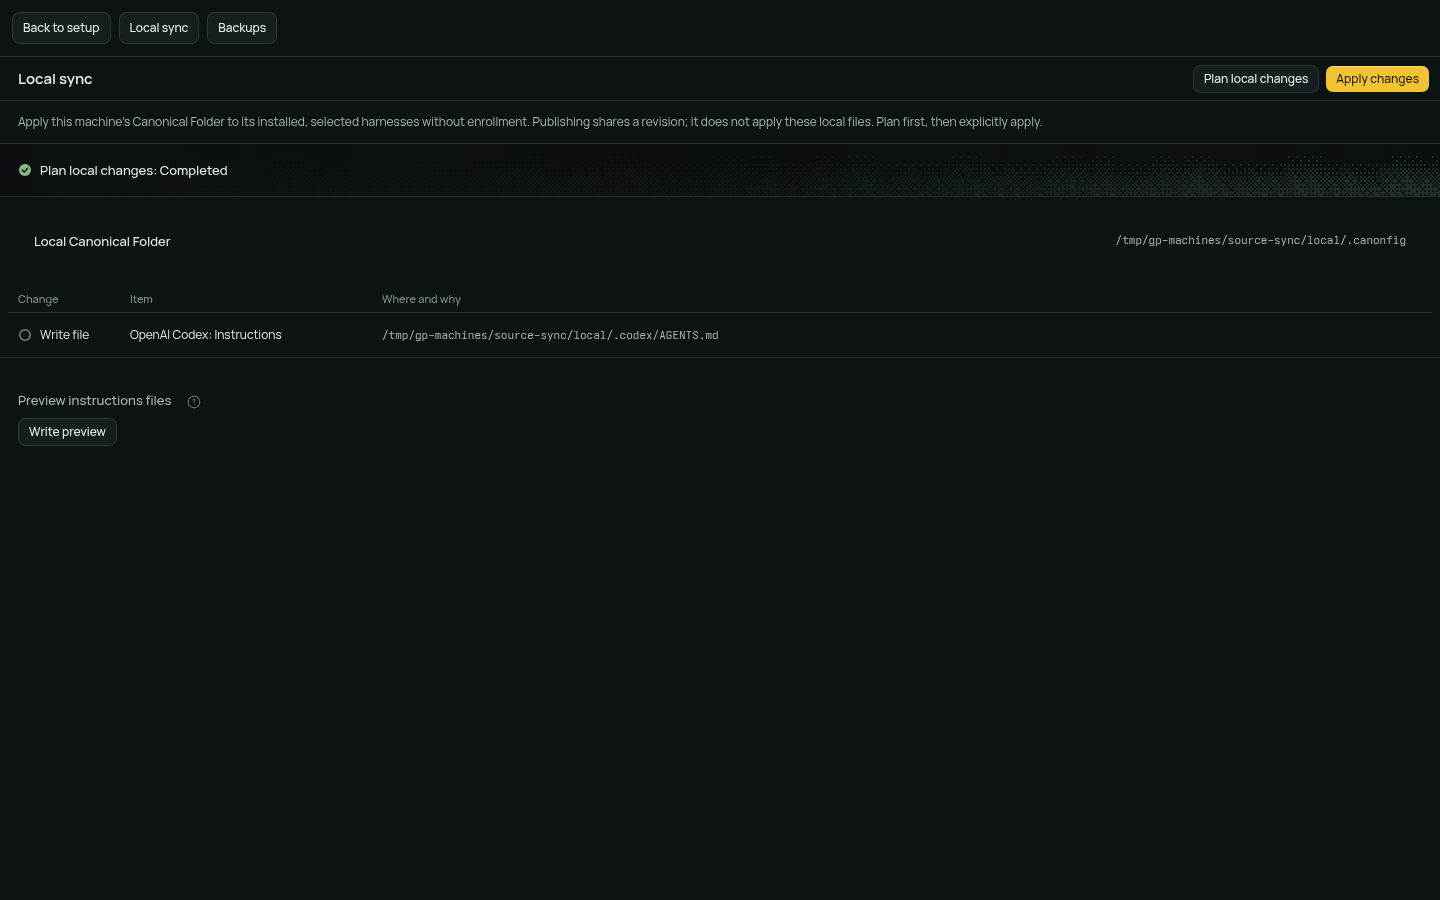 Back to setup
Local sync
Backups
Local sync
Plan local changes
Apply changes
Apply this machine's Canonical Folder to its installed, selected harnesses without enrollment. Publishing shares a revision; it does not apply these local files. Plan first, then explicitly apply.
Plan local changes: Completed
Local Canonical Folder
/tmp/gp-machines/source-sync/local/.canonfig
Change
Item
Where and why
Write file
OpenAI Codex: Instructions
/tmp/gp-machines/source-sync/local/.codex/AGENTS.md
Preview instructions files
?
Write preview